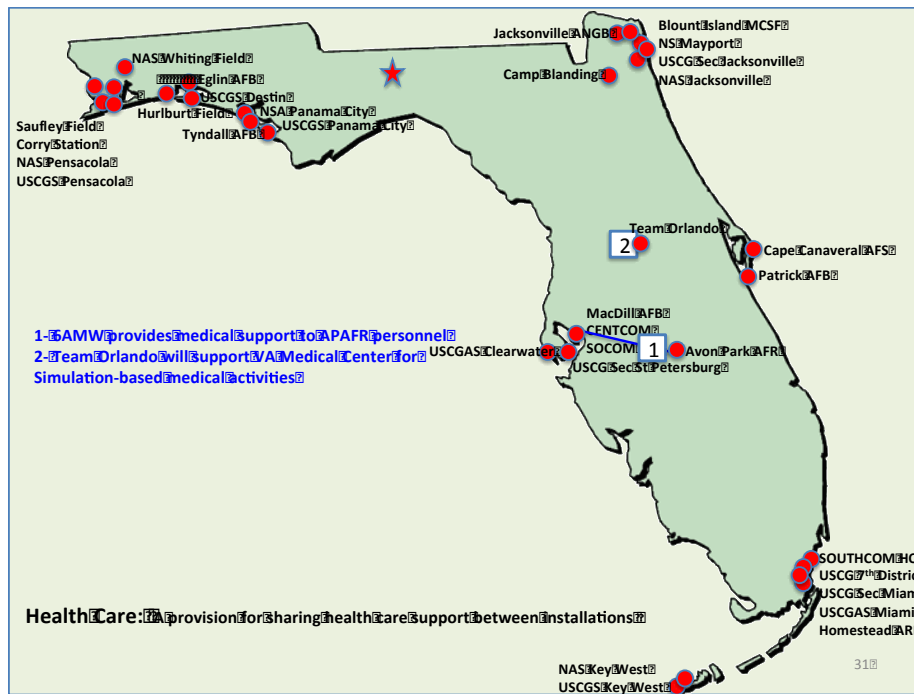 Jacksonville ANGB
Blount Island MCSF
NS Mayport
USCG Sec Jacksonville
NAS Jacksonville
Camp Blanding
NAS Whiting Field
Eglin AFB
USCGS Destin
Hurlburt Field
NSA Panama City
USCGS Panama City
Tyndall AFB
Saufley Field
Corry Station
NAS Pensacola
USCGS Pensacola
Team Orlando
2
Cape Canaveral AFS
Patrick AFB
MacDill AFB
CENTCOM
SOCOM
1
Avon Park AFR
USCGAS Clearwater
USCG Sec St Petersburg
1- 6AMW provides medical support to APAFR personnel
2- Team Orlando will support VA Medical Center for
Simulation-based medical activities
SOUTHCOM HQ
USCG 7th District
USCG Sec Miam
USCGAS Miami
Homestead AR
Health Care: A provision for sharing health care support between installations
NAS Key West
USCGS Key West
31